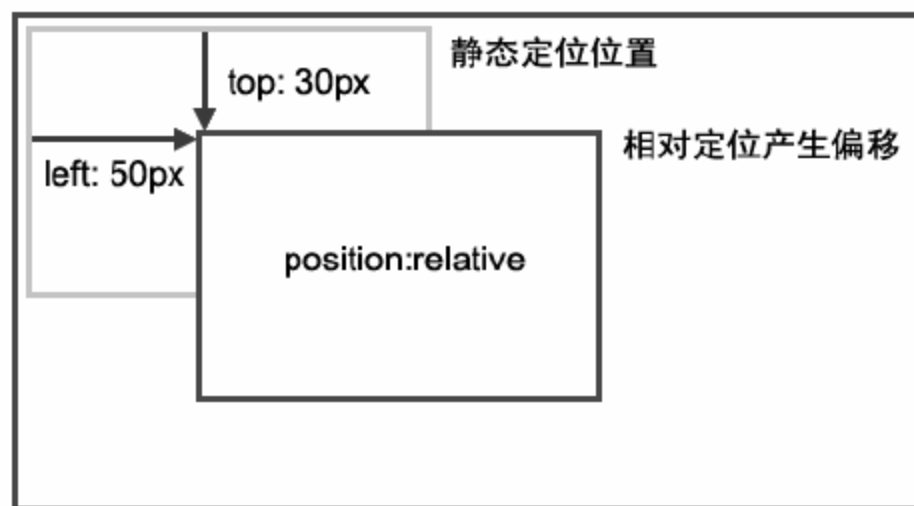 静态定位位置
top: 30px
相对定位产生偏移
left: 50px
position:relative